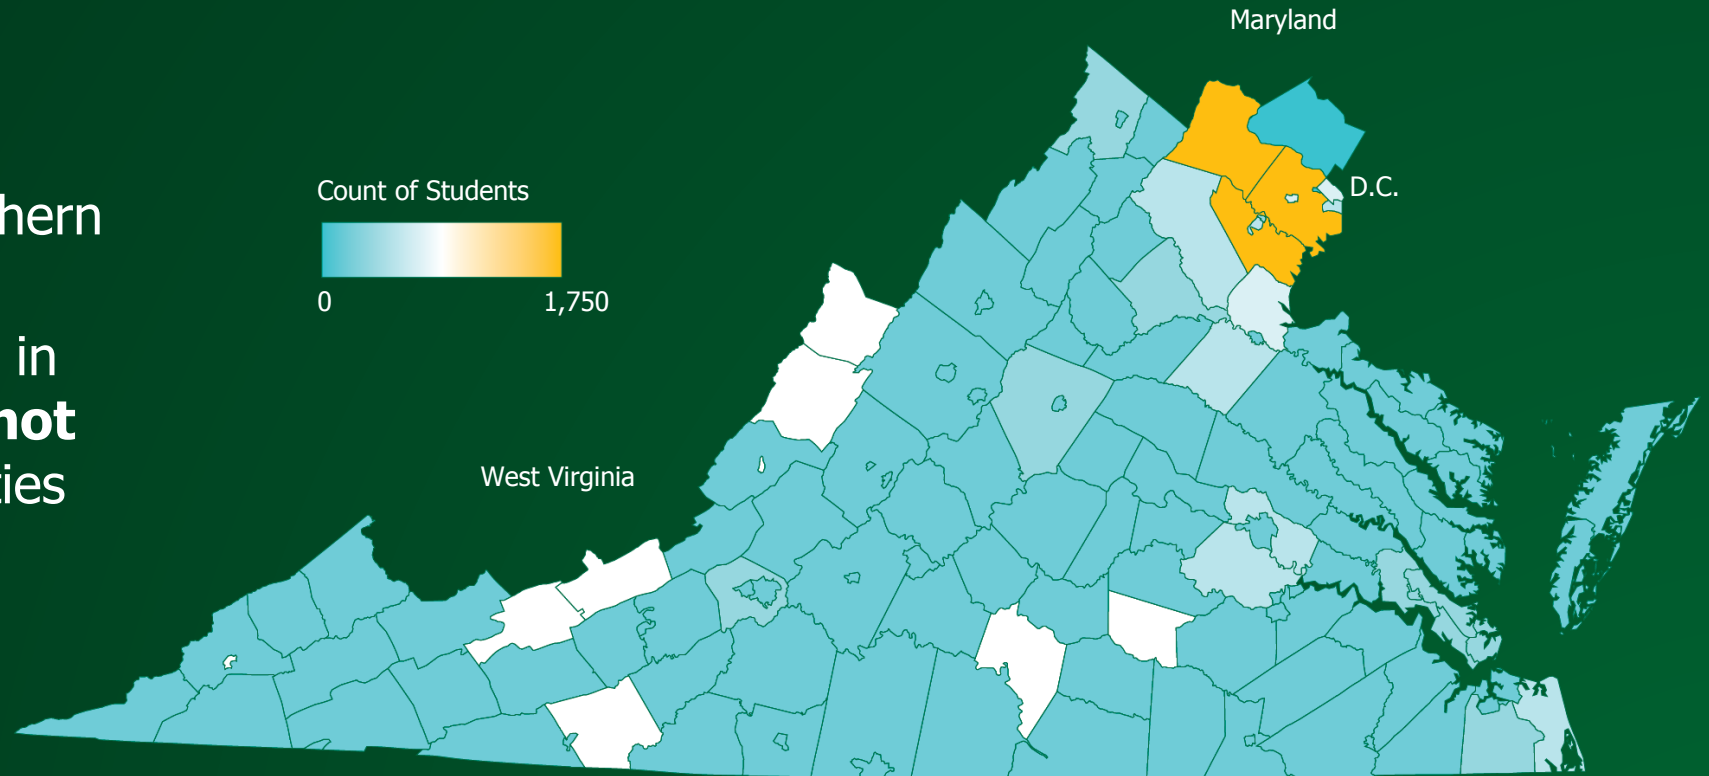 Maryland
D.C.
Count of Students
0 1,750
West Virginia
hern
in
not
ties